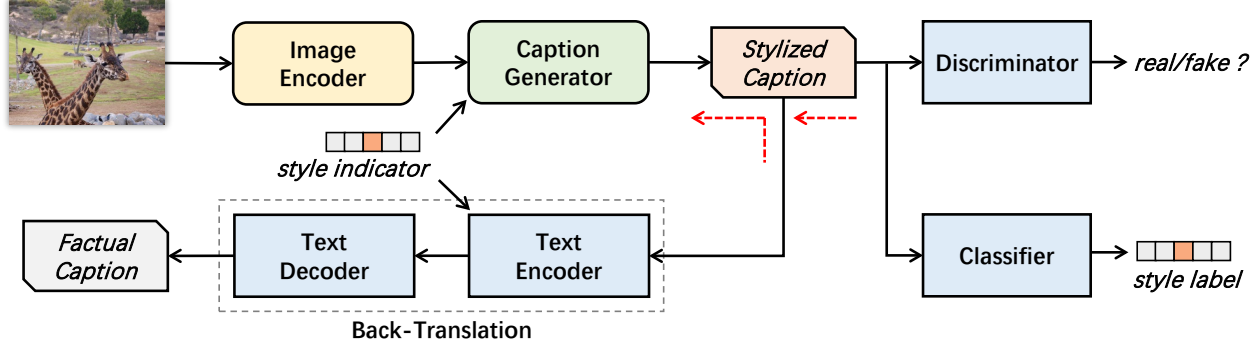 Image
Encoder
Caption
Generator
Stylized
Caption
Discriminator
real/fake ?
style indicator
Factual
Caption
Text
Decoder
Text
Encoder
Classifier
style label
Back-Translation